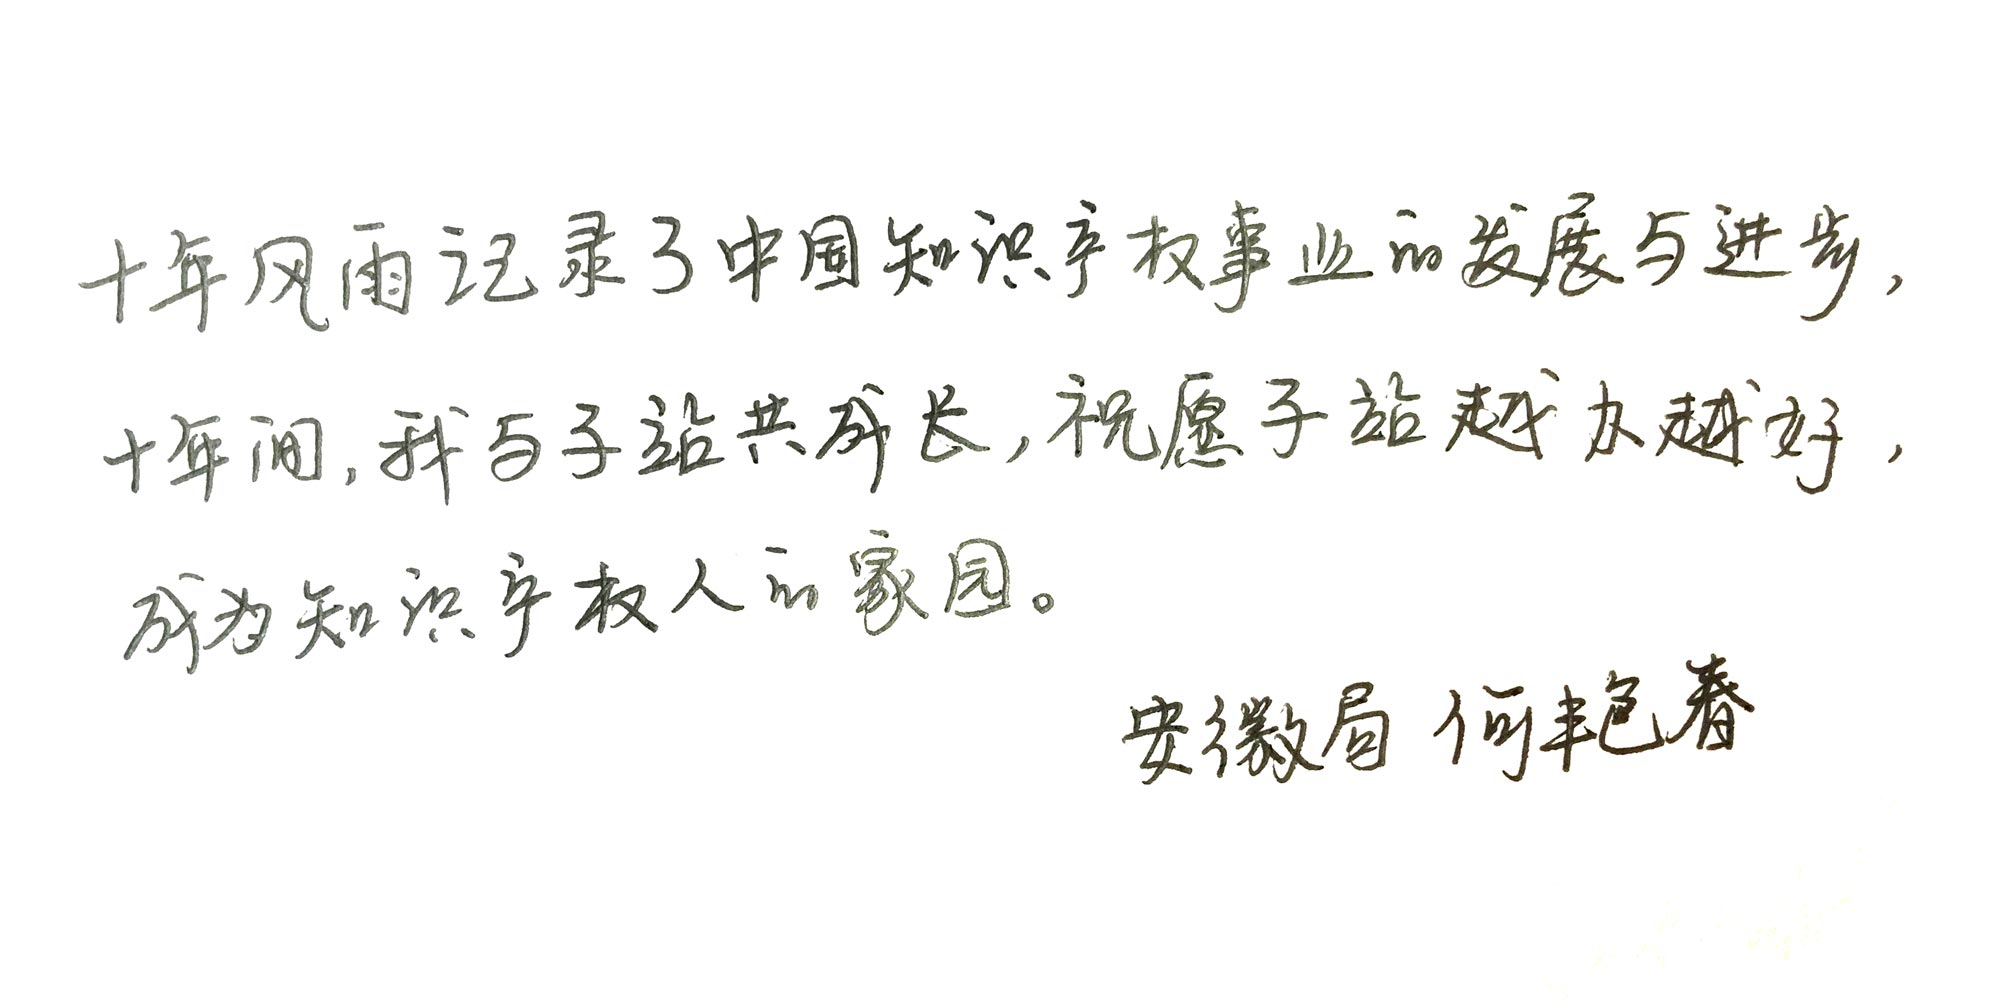 十年风雨记录了中国知识产权事业的发展与进步，
十年间，我与子站共成长，祝愿子站越办越好，
成为知识产权人的家园。
安徽局 何艳春